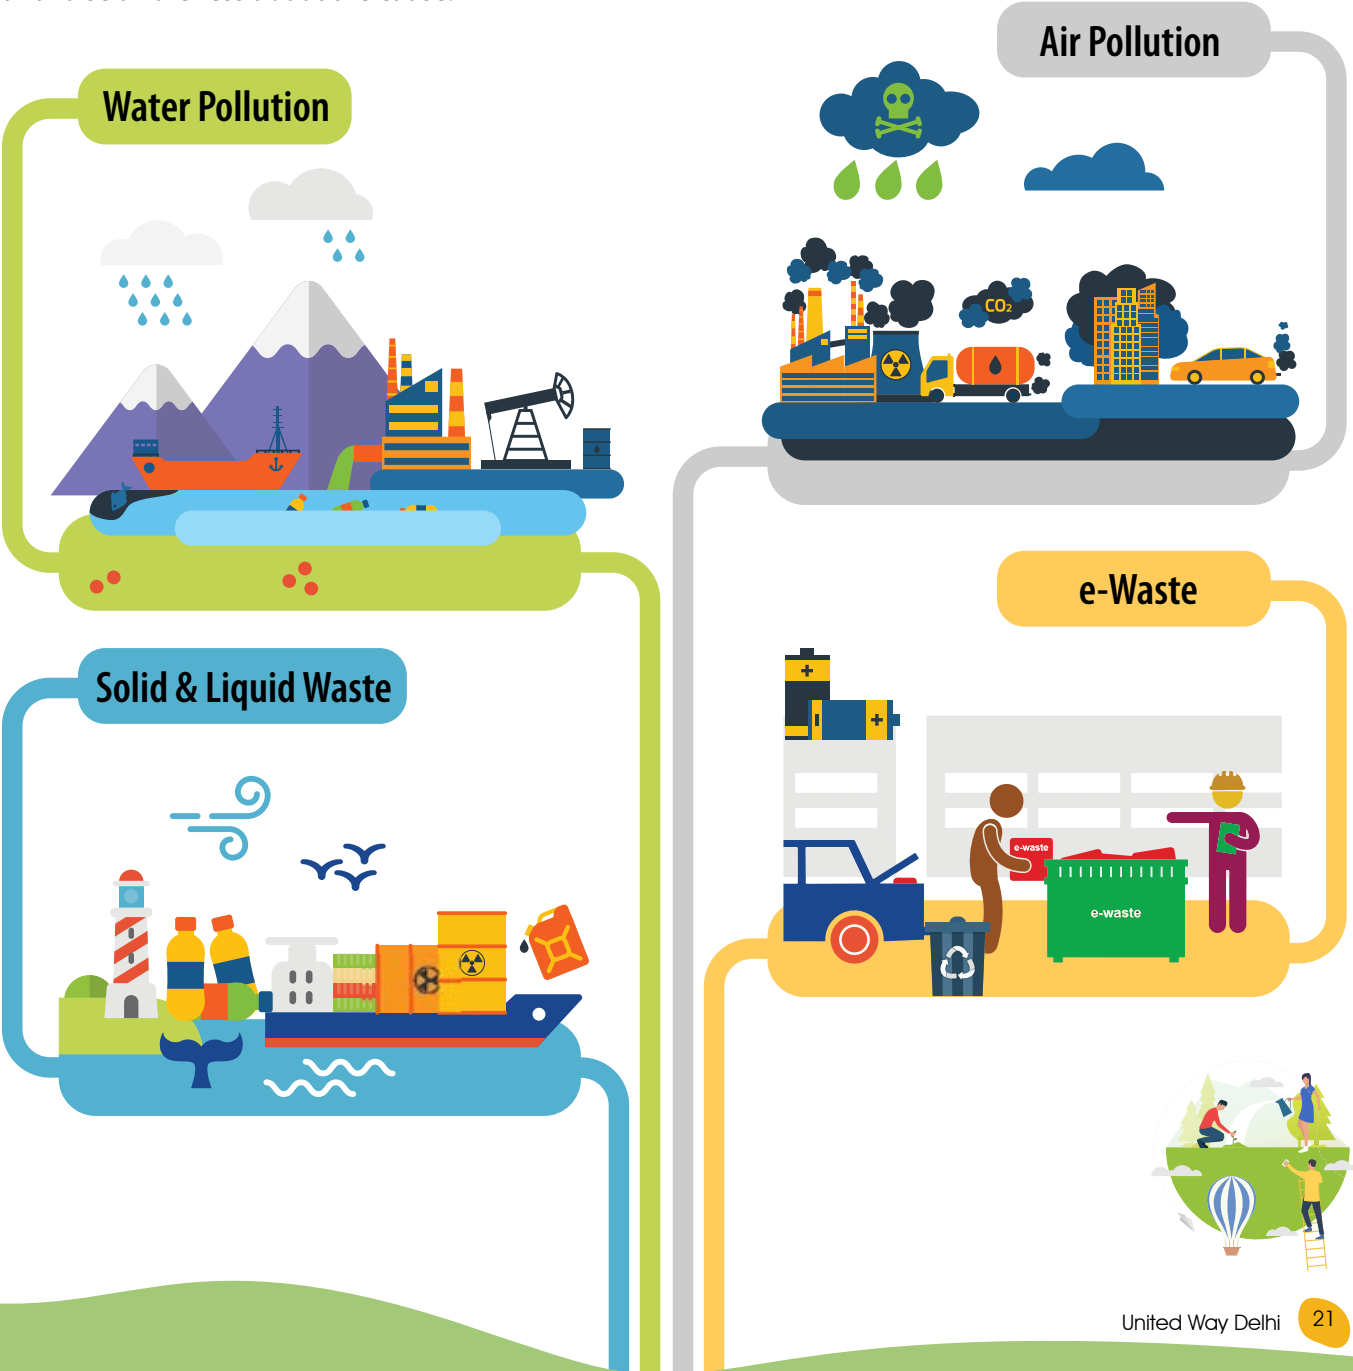 Water Pollution
Air Pollution
CO₂
Solid & Liquid Waste
e-Waste
e-waste
e-waste
United Way Delhi 21